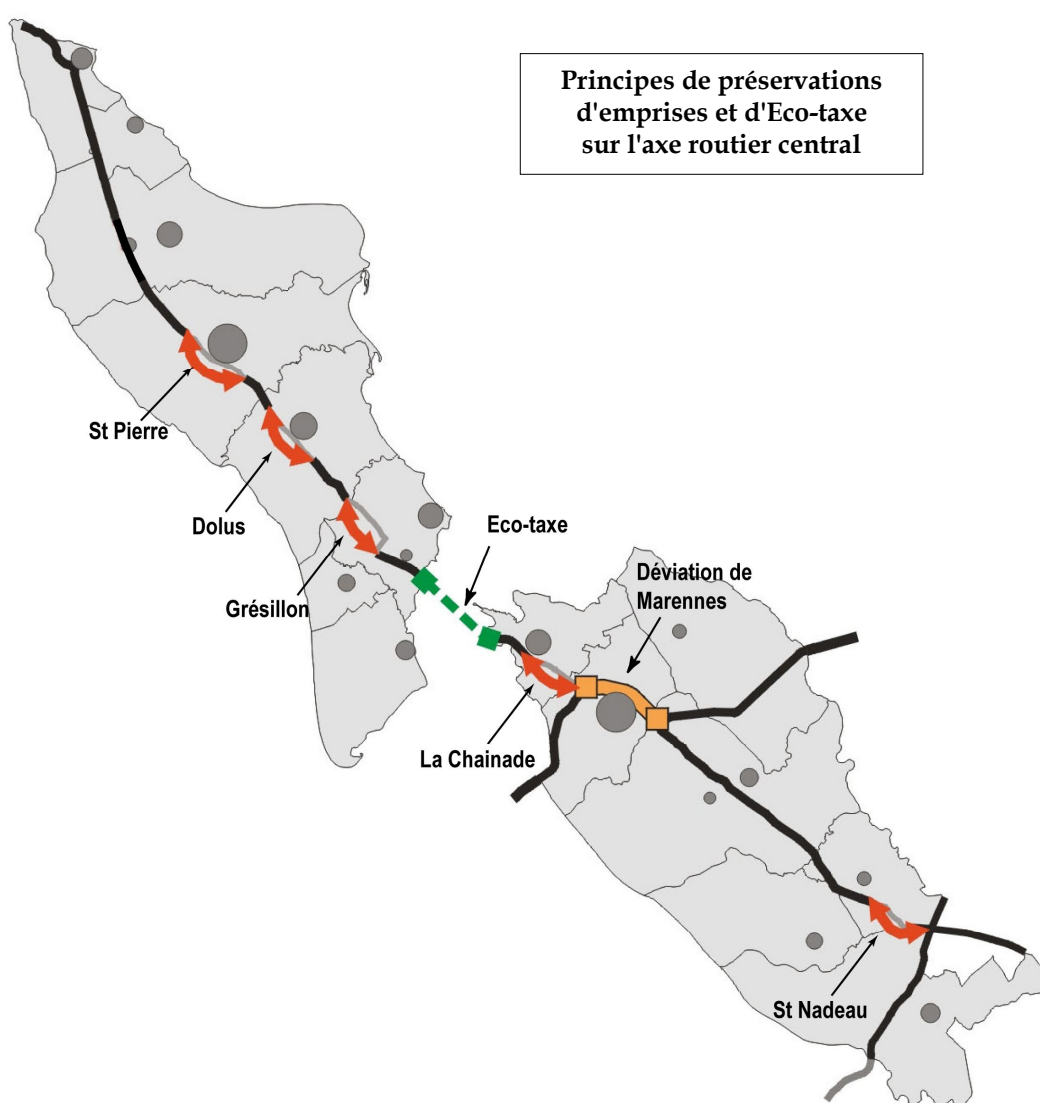 Principes de préservations
d'emprises et d'Eco-taxe
sur l'axe routier central
St Pierre
Dolus
Eco-taxe
Grésillon
Déviation de
Marennes
La Chainade
St Nadeau